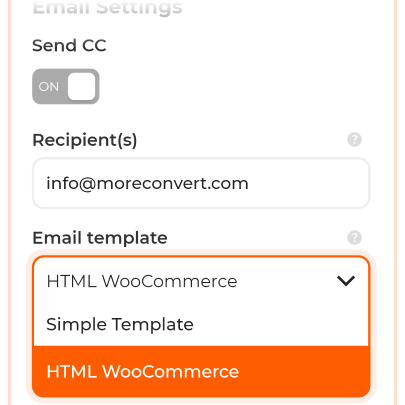 Email Settings
Send CC
ON
Recipient(s)
?
info@moreconvert.com
Email template
?
HTML WooCommerce
Simple Template
HTML WooCommerce